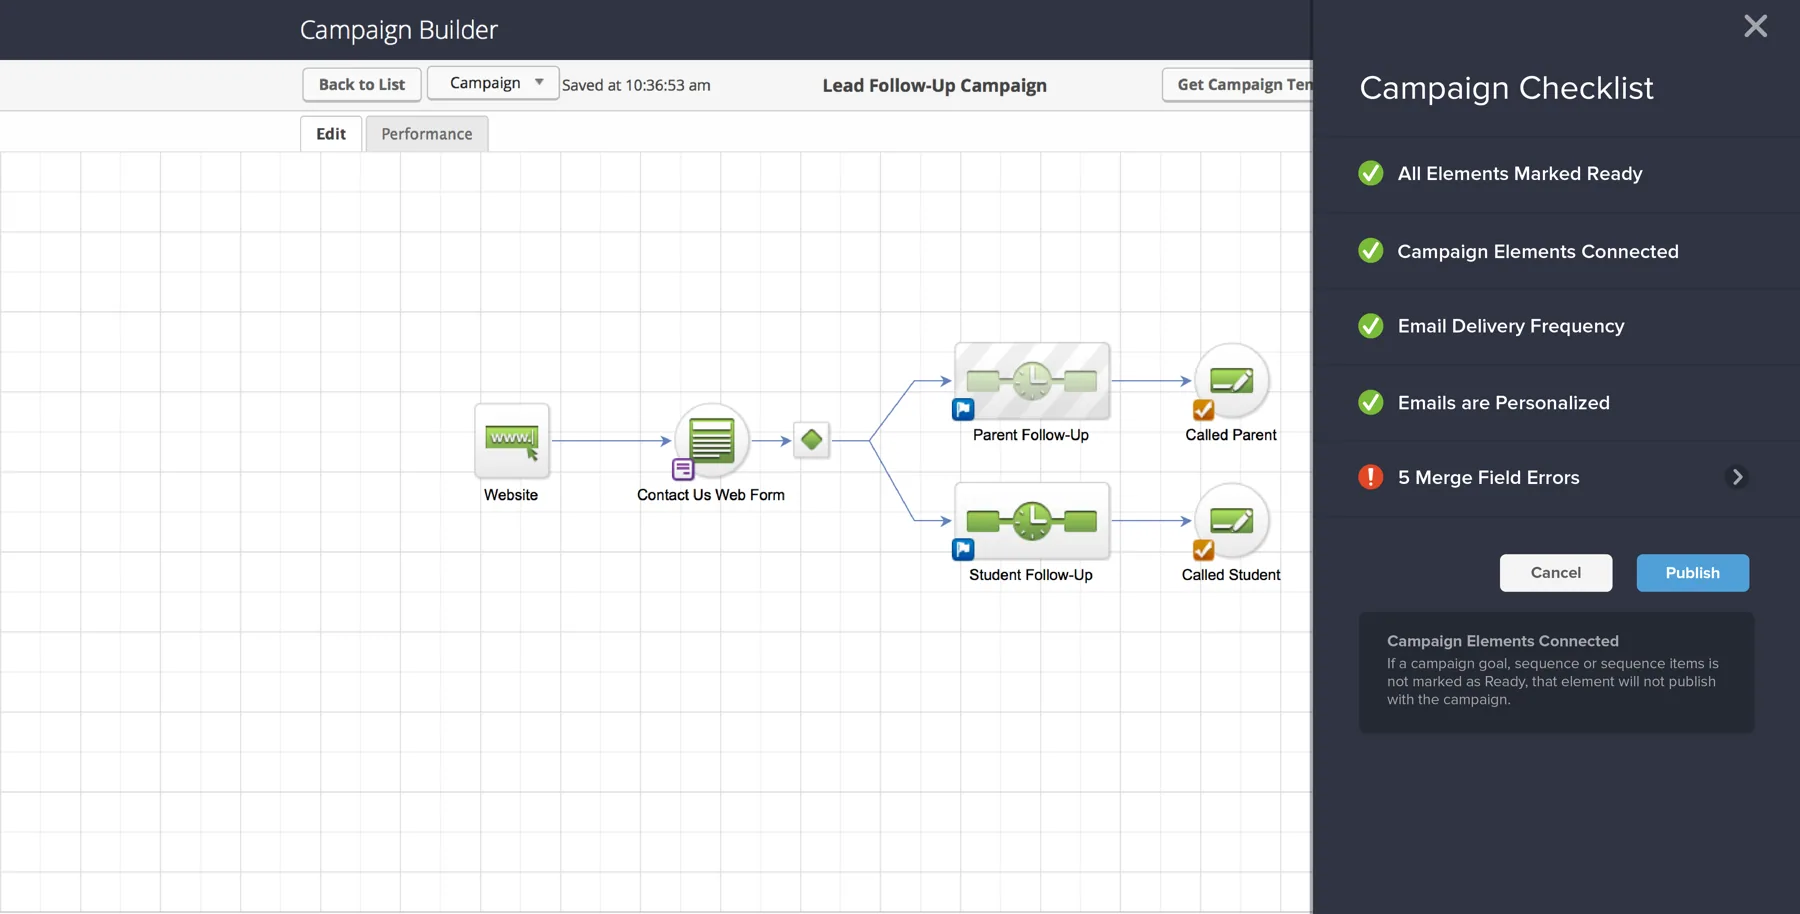 Campaign Builder
Back to List
Campaign
Saved at 10:36:53 am
Lead Follow-Up Campaign
Get Campaign Ten
Edit
Performance
www.
Website
Contact Us Web Form
Parent Follow-Up
Called Parent
Student Follow-Up
Called Student
Campaign Checklist
All Elements Marked Ready
Campaign Elements Connected
Email Delivery Frequency
Emails are Personalized
5 Merge Field Errors
Cancel
Publish
Campaign Elements Connected
If a campaign goal, sequence or sequence items is
not marked as Ready, that element will not publish
with the campaign.